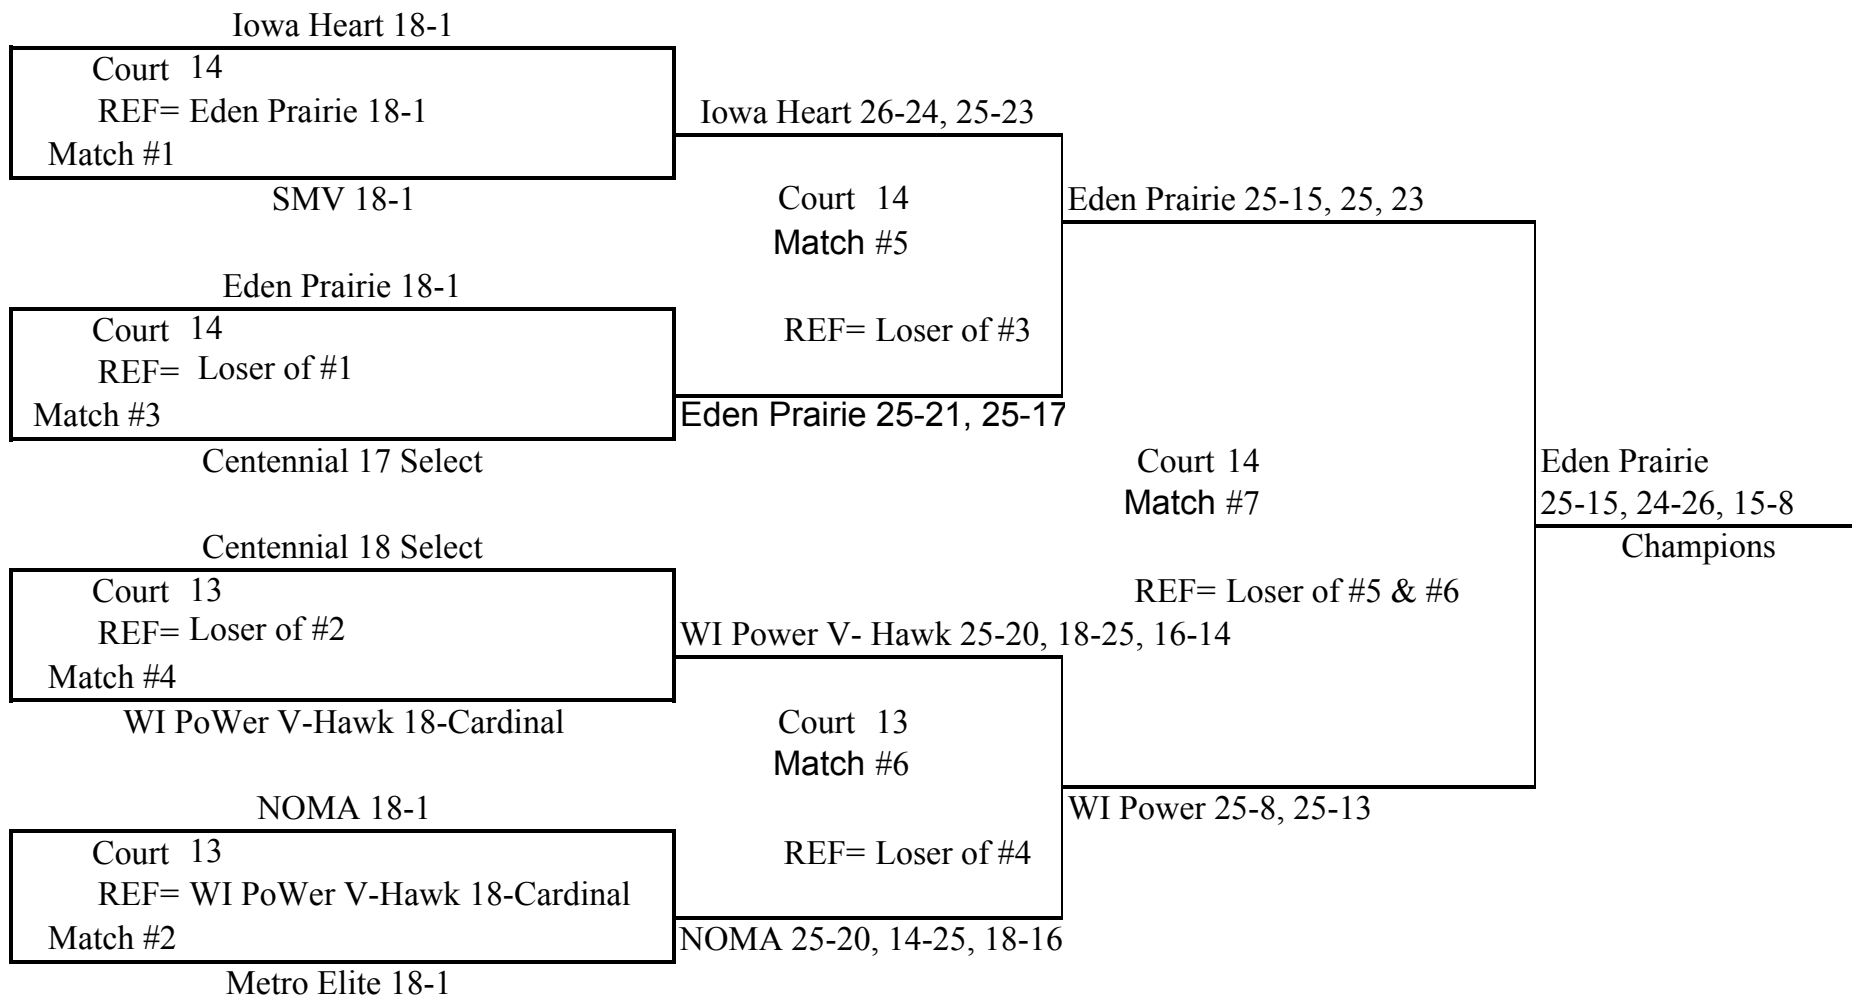 Iowa Heart 18-1
Court 14
REF= Eden Prairie 18-1
Match #1
SMV 18-1
Iowa Heart 26-24, 25-23
Court 14
Match #5
REF= Loser of #3
Eden Prairie 25-15, 25, 23
Eden Prairie 18-1
Court 14
REF= Loser of #1
Match #3
Centennial 17 Select
Eden Prairie 25-21, 25-17
Court 14
Match #7
REF= Loser of #5 & #6
Eden Prairie
25-15, 24-26, 15-8
Champions
Centennial 18 Select
Court 13
REF= Loser of #2
Match #4
WI PoWer V-Hawk 18-Cardinal
WI Power V- Hawk 25-20, 18-25, 16-14
Court 13
Match #6
REF= Loser of #4
WI Power 25-8, 25-13
NOMA 18-1
Court 13
REF= WI PoWer V-Hawk 18-Cardinal
Match #2
Metro Elite 18-1
NOMA 25-20, 14-25, 18-16